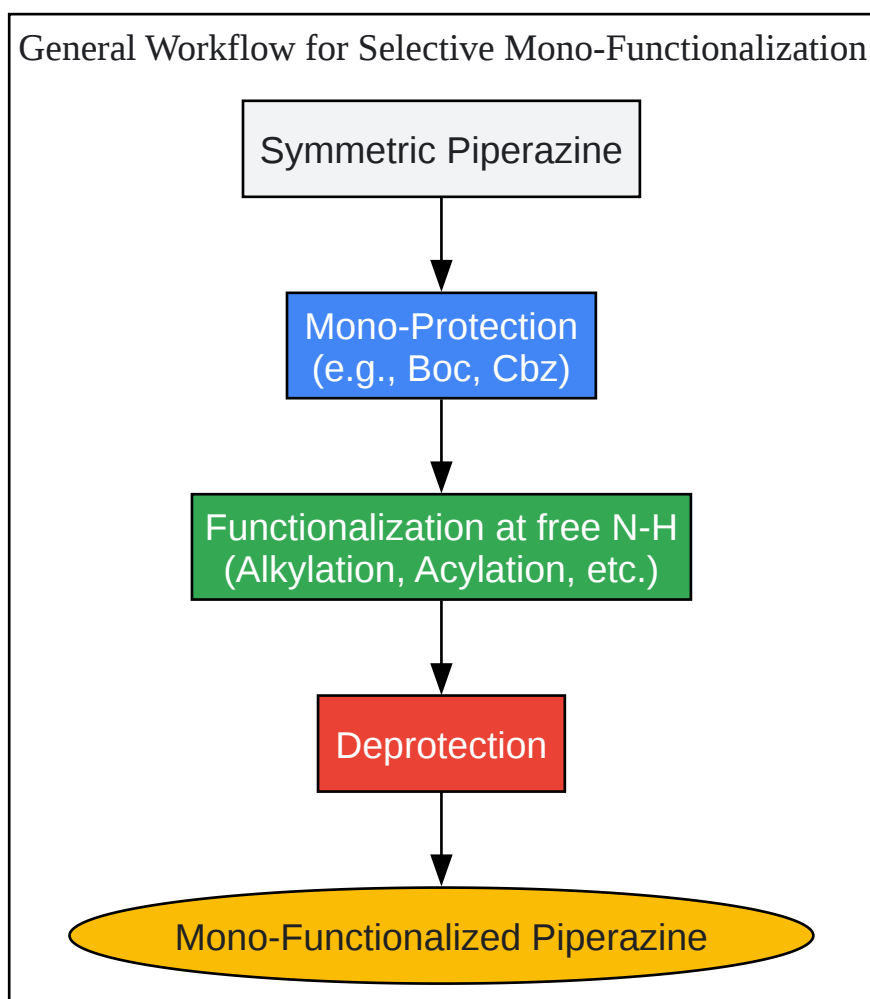 General Workflow for Selective Mono-Functionalization
Symmetric Piperazine
Mono-Protection
(e.g., Boc, Cbz)
Functionalization at free N-H
(Alkylation, Acylation, etc.)
Deprotection
Mono-Functionalized Piperazine